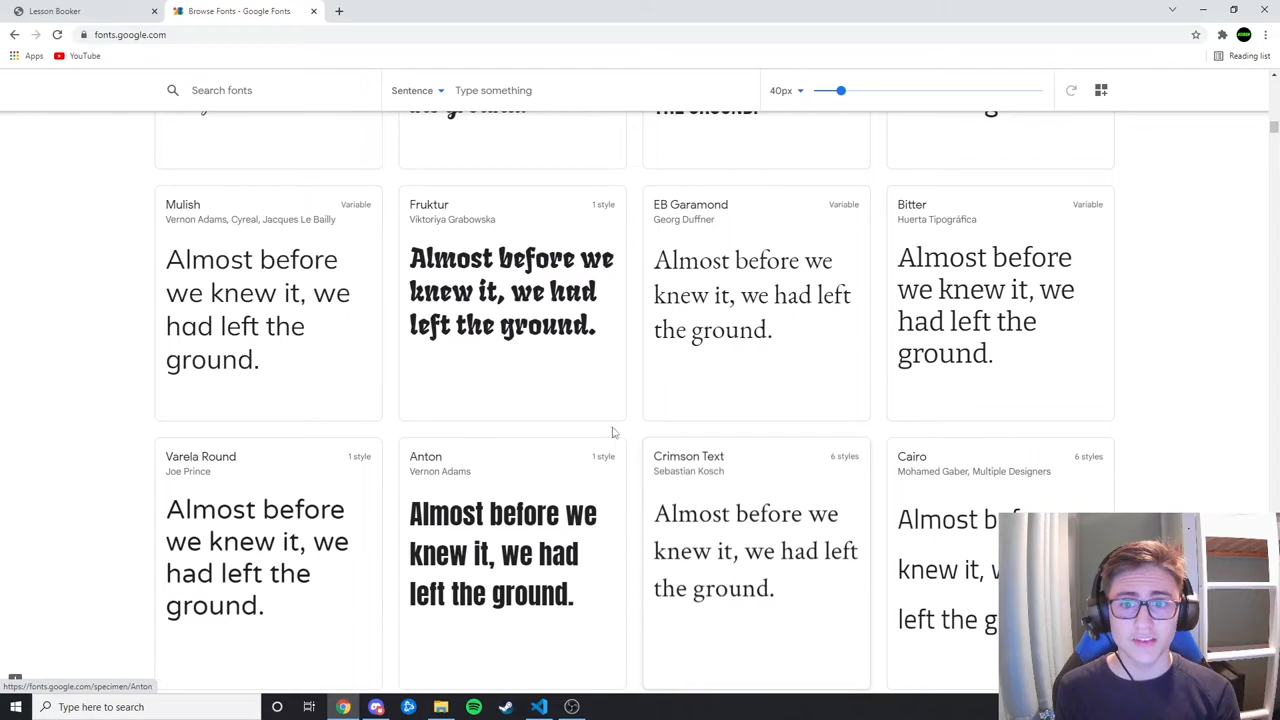 Lesson Booker
Browse Fonts - Google Fonts
fonts.google.com
Apps
YouTube
Reading list
Search fonts
Sentence
Type something
40px
THE GROUND.
Mulish
Variable
Vernon Adams, Cyreal, Jacques Le Bailly
Almost before
we knew it, we
had left the
ground.
Fruktur
1 style
Viktoriya Grabowska
Almost before we
knew it, we had
left the ground.
EB Garamond
Variable
Georg Duffner
Almost before we
knew it, we had left
the ground.
Bitter
Variable
Huerta Tipográfica
Almost before
we knew it, we
had left the
ground.
Varela Round
1 style
Joe Prince
Almost before
we knew it, we
had left the
ground.
Anton
1 style
Vernon Adams
Almost before we
knew it, we had
left the ground.
Crimson Text
6 styles
Sebastian Kosch
Almost before we
knew it, we had left
the ground.
Cairo
6 styles
Mohamed Gaber, Multiple Designers
Almost
knew it,
left the
https://fonts.google.com/specimen/Anton
Type here to search